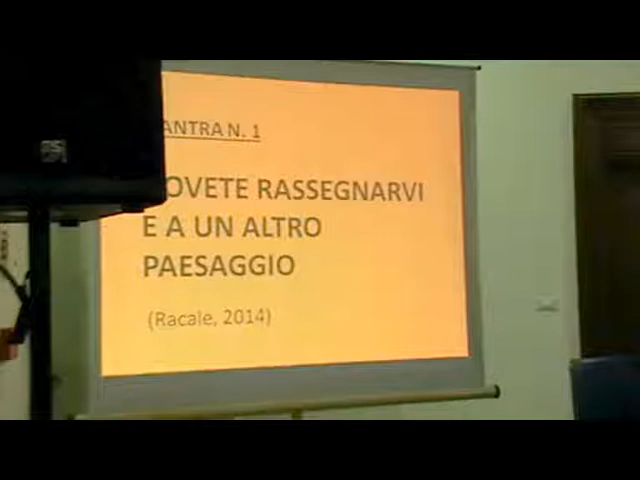 ANTRA N. 1
OVETE RASSEGNARVI
E A UN ALTRO
PAESAGGIO
(Racale, 2014)